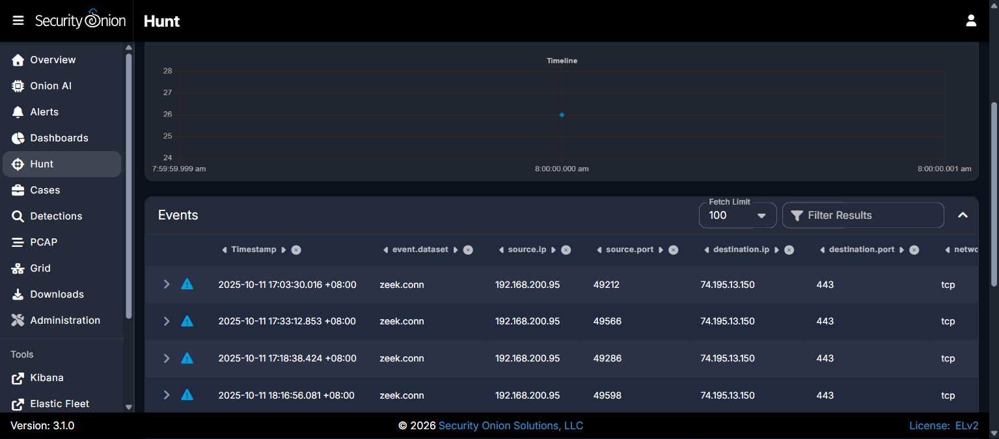 Security Onion
Hunt
Overview
Onion AI
Alerts
Dashboards
Hunt
Cases
Detections
PCAP
Grid
Downloads
Administration
Tools
Kibana
Elastic Fleet
Timeline
28
27
26
25
24
7:59:59.999 am 8:00:00.000 am 8:00:00.001 am
Events
Fetch Limit
100
Filter Results
Timestamp event.dataset source.ip source.port destination.ip destination.port netwo
2025-10-11 17:03:30.016 +08:00 zeek.conn 192.168.200.95 49212 74.195.13.150 443 tcp
2025-10-11 17:33:12.853 +08:00 zeek.conn 192.168.200.95 49566 74.195.13.150 443 tcp
2025-10-11 17:18:38.424 +08:00 zeek.conn 192.168.200.95 49286 74.195.13.150 443 tcp
2025-10-11 18:16:56.081 +08:00 zeek.conn 192.168.200.95 49598 74.195.13.150 443 tcp
Version: 3.1.0 © 2026 Security Onion Solutions, LLC License: ELv2